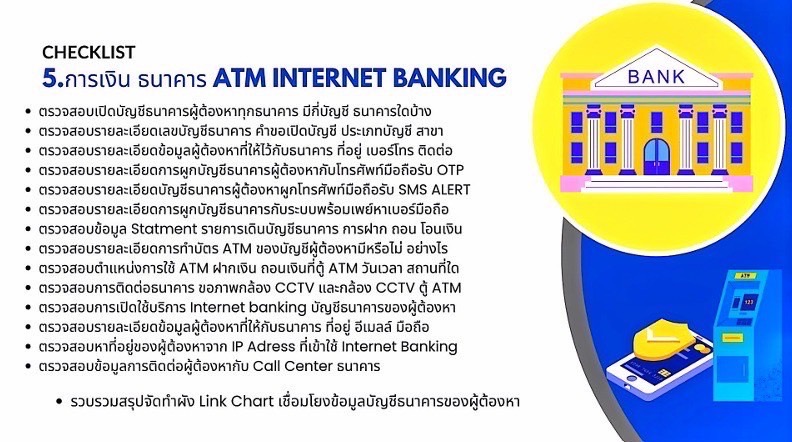 CHECKLIST
5.การเงิน ธนาคาร ATM INTERNET BANKING
BANK
• ตรวจสอบเปิดบัญชีธนาคารผู้ต้องหาทุกธนาคาร มีกี่บัญชี ธนาคารใดบ้าง
• ตรวจสอบรายละเอียดเลขบัญชีธนาคาร คำขอเปิดบัญชี ประเภทบัญชี สาขา
• ตรวจสอบรายละเอียดข้อมูลผู้ต้องหาที่ให้ไว้กับธนาคาร ที่อยู่ เบอร์โทร ติดต่อ
• ตรวจสอบรายละเอียดการผูกบัญชีธนาคารผู้ต้องหากับโทรศัพท์มือถือรับ OTP
• ตรวจสอบรายละเอียดบัญชีธนาคารผู้ต้องหาผูกโทรศัพท์มือถือรับ SMS ALERT
• ตรวจสอบรายละเอียดการผูกบัญชีธนาคารกับระบบพร้อมเพย์หาเบอร์มือถือ
• ตรวจสอบข้อมูล Statment รายการเดินบัญชีธนาคาร การฝาก ถอน โอนเงิน
• ตรวจสอบรายละเอียดการทำบัตร ATM ของบัญชีผู้ต้องหามีหรือไม่ อย่างไร
• ตรวจสอบตำแหน่งการใช้ ATM ฝากเงิน ถอนเงินที่ตู้ ATM วันเวลา สถานที่ใด
• ตรวจสอบการติดต่อธนาคาร ขอภาพกล้อง CCTV และกล้อง CCTV ตู้ ATM
• ตรวจสอบการเปิดใช้บริการ Internet banking บัญชีธนาคารของผู้ต้องหา
• ตรวจสอบรายละเอียดข้อมูลผู้ต้องหาที่ให้กับธนาคาร ที่อยู่ อีเมลล์ มือถือ
• ตรวจสอบหาที่อยู่ของผู้ต้องหาจาก IP Adress ที่เข้าใช้ Internet Banking
• ตรวจสอบข้อมูลการติดต่อผู้ต้องหากับ Call Center ธนาคาร
• รวบรวมสรุปจัดทำผัง Link Chart เชื่อมโยงข้อมูลบัญชีธนาคารของผู้ต้องหา
ATM
123